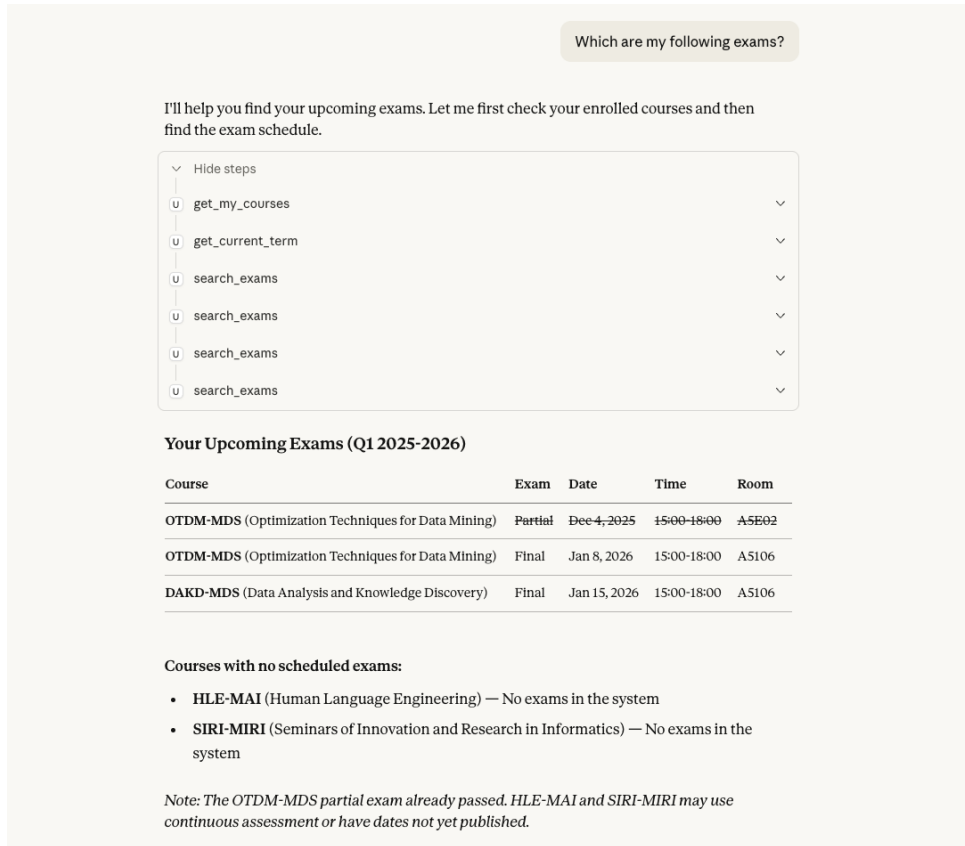 Which are my following exams?
I'll help you find your upcoming exams. Let me first check your enrolled courses and then
find the exam schedule.
Hide steps
U get_my_courses
U get_current_term
U search_exams
U search_exams
U search_exams
U search_exams
Your Upcoming Exams (Q1 2025-2026)
Course Exam Date Time Room
OTDM-MDS (Optimization Techniques for Data Mining) Partial Dec 4, 2025 15:00-18:00 A5E02
OTDM-MDS (Optimization Techniques for Data Mining) Final Jan 8, 2026 15:00-18:00 A5106
DAKD-MDS (Data Analysis and Knowledge Discovery) Final Jan 15, 2026 15:00-18:00 A5106
Courses with no scheduled exams:
• HLE-MAI (Human Language Engineering) — No exams in the system
• SIRI-MIRI (Seminars of Innovation and Research in Informatics) — No exams in the
system
Note: The OTDM-MDS partial exam already passed. HLE-MAI and SIRI-MIRI may use
continuous assessment or have dates not yet published.